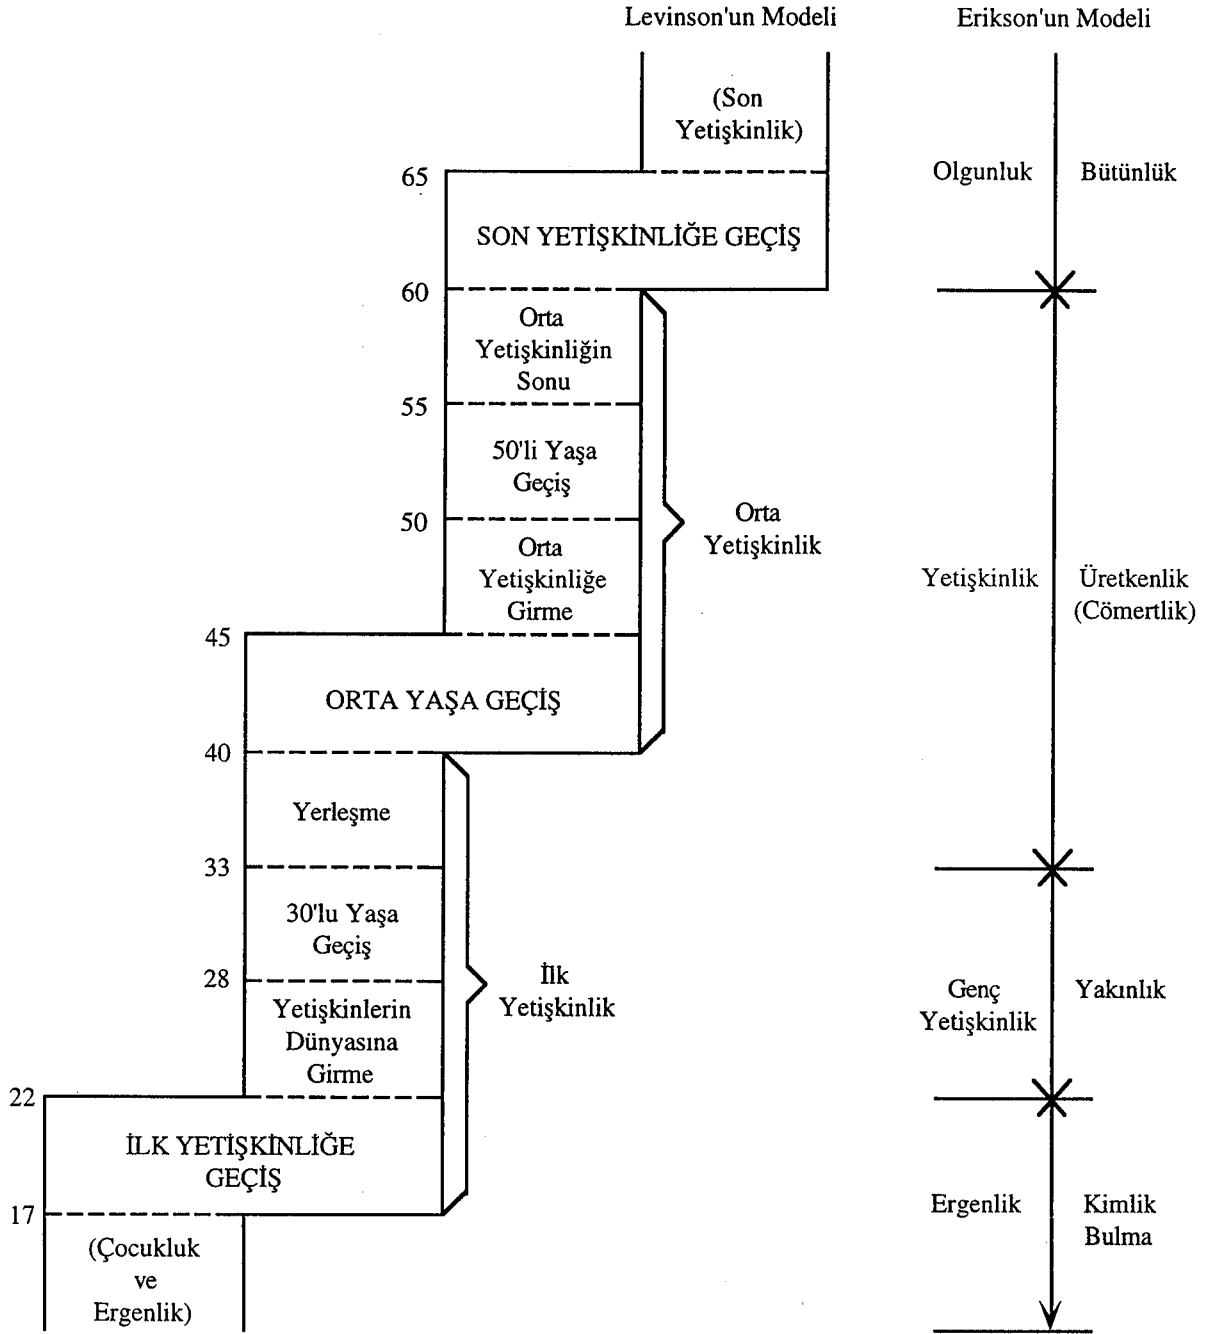 Levinson'un Modeli
Erikson'un Modeli
(Son
Yetişkinlik)
65
Olgunluk
Bütünlük
SON YETİŞKİNLİĞE GEÇİŞ
60
Orta
Yetişkinliğin
Sonu
55
50'li Yaşa
Geçiş
50
Orta
Yetişkinlik
Orta
Yetişkinliğe
Girme
Yetişkinlik
Üretkenlik
(Cömertlik)
45
ORTA YAŞA GEÇİŞ
40
Yerleşme
33
30'lu Yaşa
Geçiş
28
İlk
Yetişkinlik
Genç
Yetişkinlik
Yakınlık
Yetişkinlerin
Dünyasına
Girme
22
İLK YETİŞKİNLİĞE
GEÇİŞ
17
Ergenlik
Kimlik
Bulma
(Çocukluk
ve
Ergenlik)